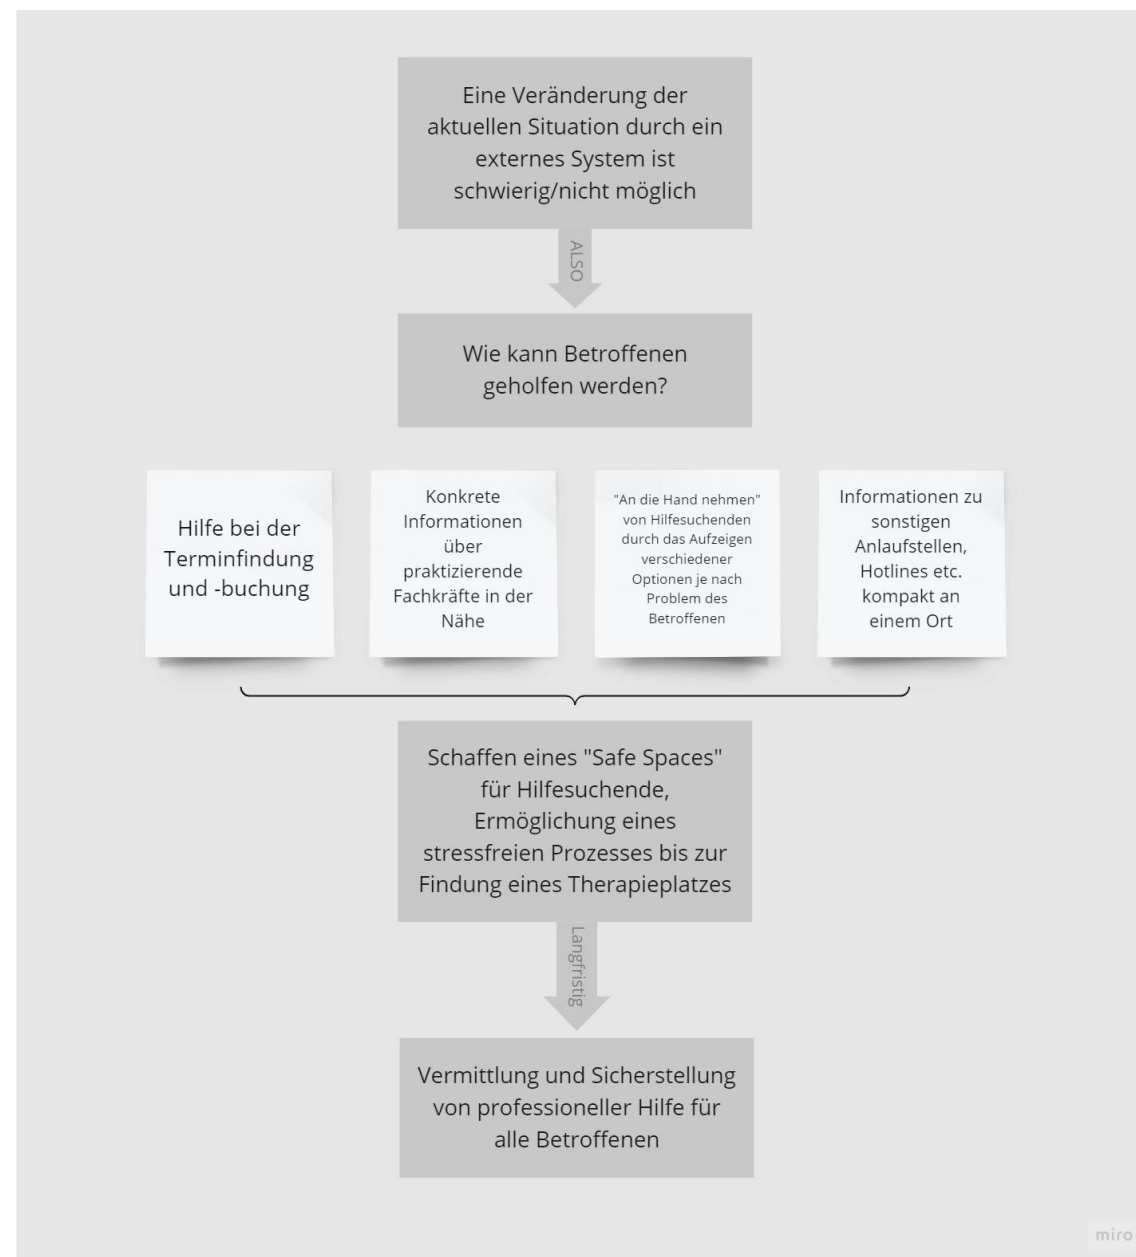 Eine Veränderung der
aktuellen Situation durch ein
externes System ist
schwierig/nicht möglich
ALSO
Wie kann Betroffenen
geholfen werden?
Hilfe bei der
Terminfindung
und -buchung
Konkrete
Informationen
über
praktizierende
Fachkräfte in der
Nähe
"An die Hand nehmen"
von Hilfesuchenden
durch das Aufzeigen
verschiedener
Optionen je nach
Problem des
Betroffenen
Informationen zu
sonstigen
Anlaufstellen,
Hotlines etc.
kompakt an
einem Ort
Schaffen eines "Safe Spaces"
für Hilfesuchende,
Ermöglichung eines
stressfreien Prozesses bis zur
Findung eines Therapieplatzes
Langfristig
Vermittlung und Sicherstellung
von professioneller Hilfe für
alle Betroffenen
miro